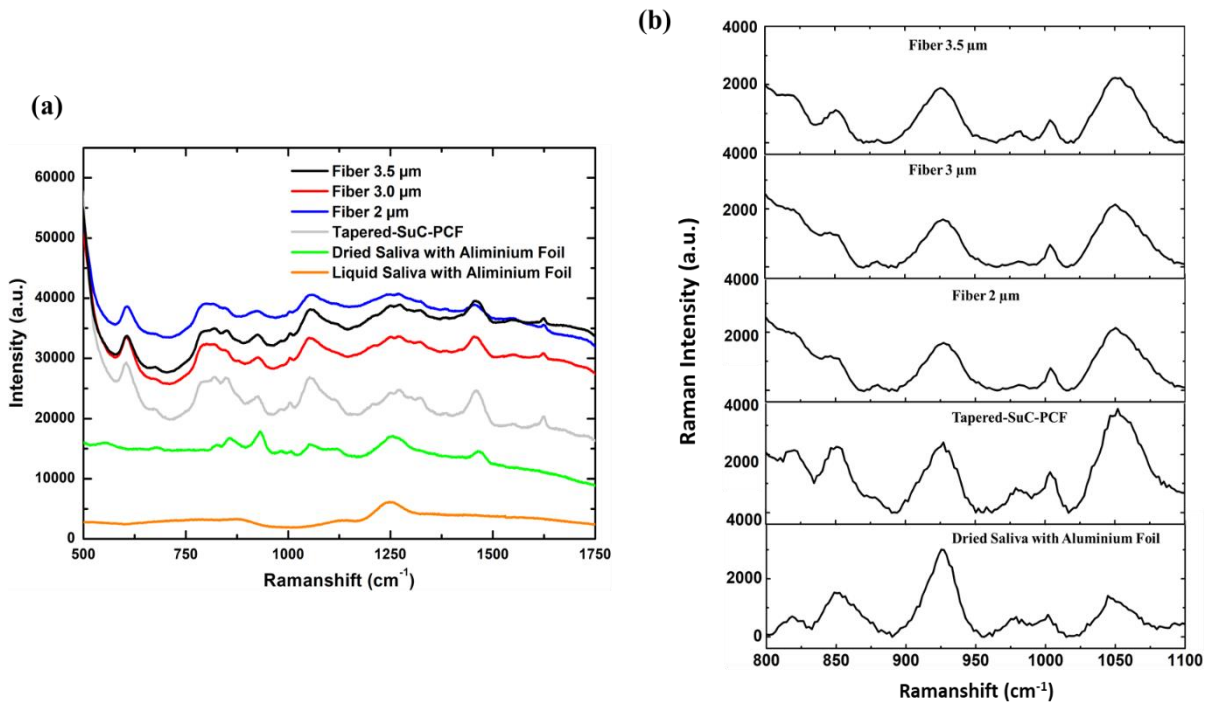 (a)
60000
50000
40000
30000
20000
10000
0
Intensity (a.u.)
Fiber 3.5 µm
Fiber 3.0 µm
Fiber 2 µm
Tapered-SuC-PCF
Dried Saliva with Aliminium Foil
Liquid Saliva with Aliminium Foil
500 750 1000 1250 1500 1750
Ramanshift (cm-1)
(b)
Raman Intensity (a.u.)
4000
Fiber 3.5 µm
2000
4000
Fiber 3 µm
2000
4000
Fiber 2 µm
2000
4000
Tapered-SuC-PCF
2000
4000
Dried Saliva with Aluminium Foil
2000
0
800 850 900 950 1000 1050 1100
Ramanshift (cm-1)